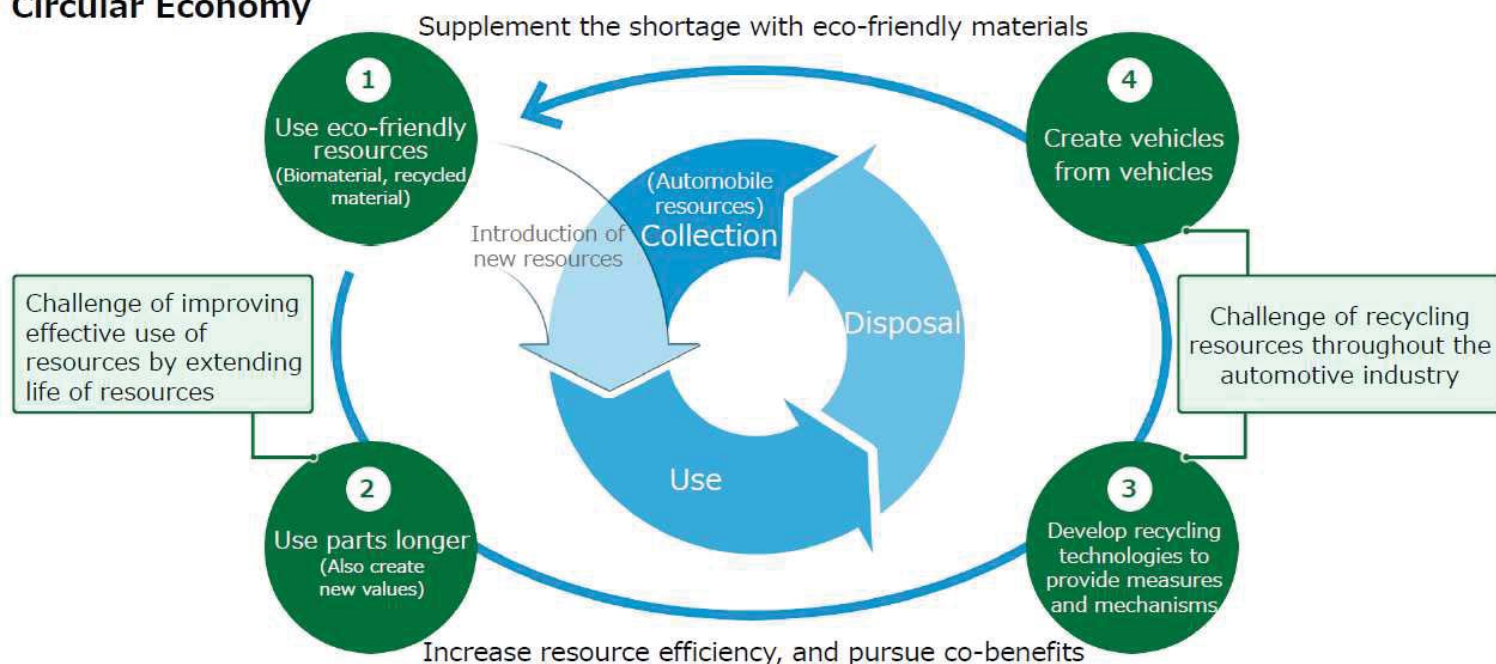 Circular Economy
Supplement the shortage with eco-friendly materials
1
Use eco-friendly
resources
(Biomaterial, recycled
material)
4
Create vehicles
from vehicles
(Automobile
resources)
Collection
Introduction of
new resources
Disposal
Use
Challenge of improving
effective use of
resources by extending
life of resources
Challenge of recycling
resources throughout the
automotive industry
2
Use parts longer
(Also create
new values)
3
Develop recycling
technologies to
provide measures
and mechanisms
Increase resource efficiency, and pursue co-benefits